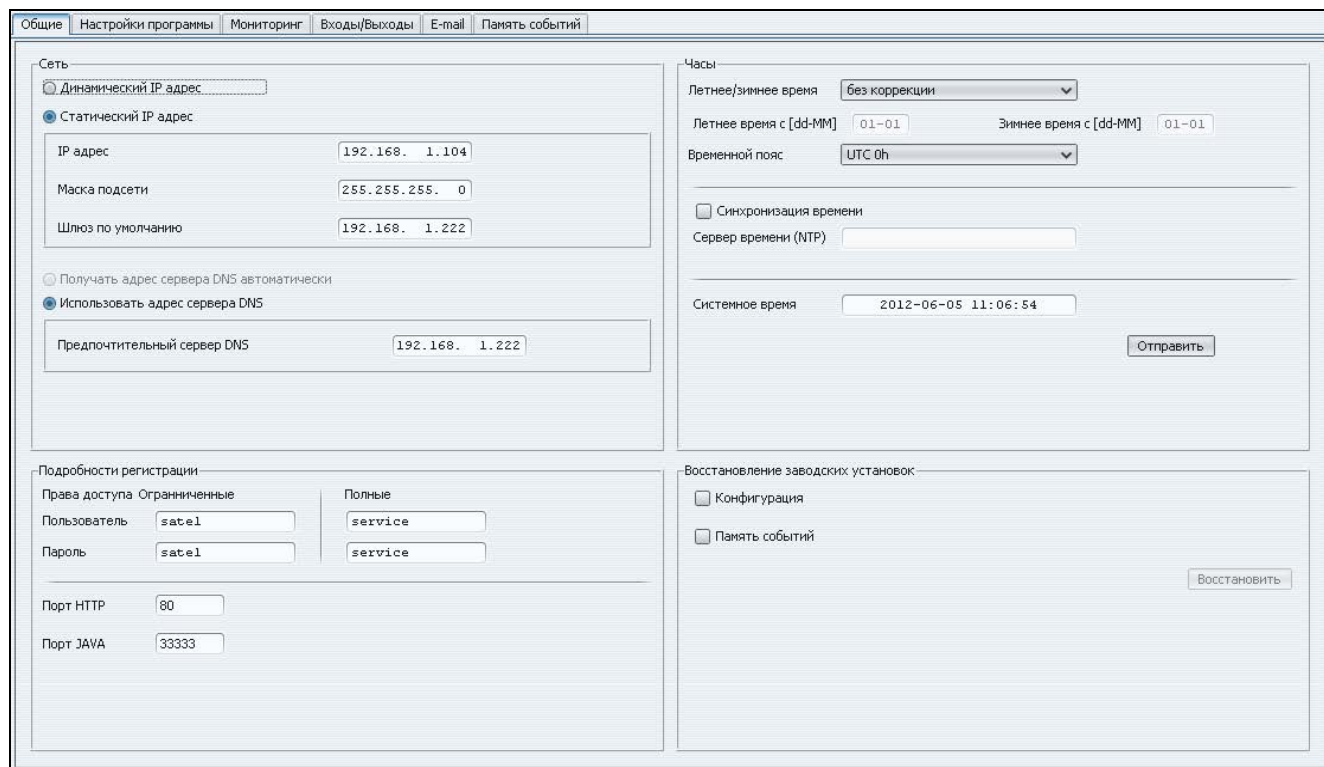 Общие Настройки программы Мониторинг Входы/Выходы E-mail Память событий
Сеть
Динамический IP адрес
Статический IP адрес
IP адрес 192.168. 1.104
Маска подсети 255.255.255. 0
Шлюз по умолчанию 192.168. 1.222
Получать адрес сервера DNS автоматически
Использовать адрес сервера DNS
Предпочтительный сервер DNS 192.168. 1.222
Часы
Летнее/зимнее время без коррекции
Летнее время с [dd-MM] 01-01 Зимнее время с [dd-MM] 01-01
Временной пояс UTC 0h
Синхронизация времени
Сервер времени (NTP)
Системное время 2012-06-05 11:06:54
Отправить
Подробности регистрации
Права доступа Огранниченные Полные
Пользователь satel service
Пароль satel service
Порт HTTP 80
Порт JAVA 33333
Восстановление заводских установок
Конфигурация
Память событий
Восстановить